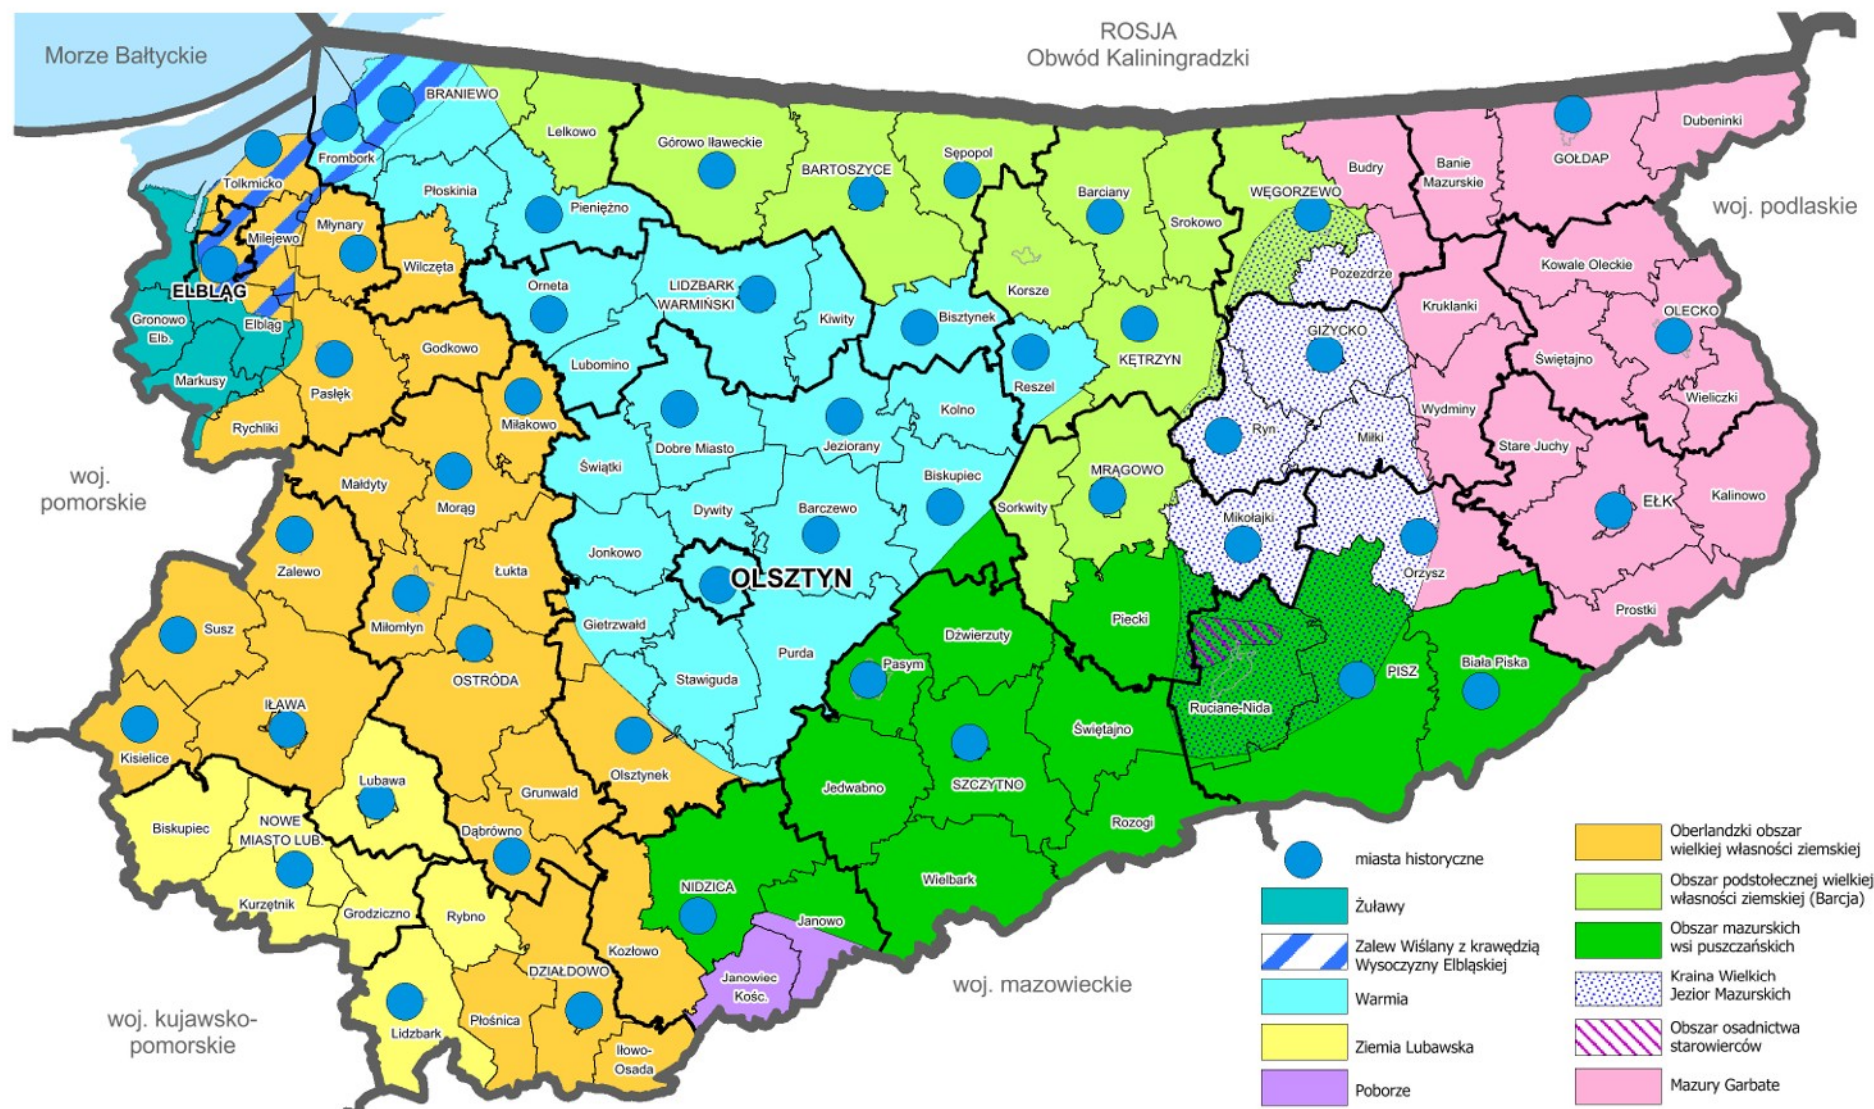 Morze Bałtyckie
ROSJA
Obwód Kaliningradzki
BRANIEWO
Lelkowo
Frombork
Tolkmicko
Płoskinia
Pieniężno
Górowo Iławeckie
BARTOSZYCE
Sępopol
Barciany
Srokowo
WĘGORZEWO
Budry
Banie
Mazurskie
GOŁDAP
Dubeninki
woj. podlaskie
Milejewo
Młynary
Wilczęta
ELBLĄG
Elbląg
Gronowo
Elb.
Markusy
Orneta
LIDZBARK
WARMIŃSKI
Kiwity
Bisztynek
Korsze
Pozezdrze
Kowale Oleckie
Kruklanki
OLECKO
GIŻYCKO
KĘTRZYN
Godkowo
Lubomino
Reszel
Świętajno
Wieliczki
Pasłęk
Rychliki
Miłakowo
Dobre Miasto
Jeziorany
Kolno
Ryn
Miłki
Wydminy
Stare Juchy
woj.
pomorskie
Małdyty
Morąg
Świątki
Biskupiec
Sorkwity
MRĄGOWO
Mikołajki
EŁK
Kalinowo
Dywity
Barczewo
Jonkowo
OLSZTYN
Zalewo
Łukta
Orzysz
Prostki
Susz
Miłomłyn
Gietrzwałd
Purda
Dźwierzuty
Piecki
Pasym
Stawiguda
OSTRÓDA
Ruciane-Nida
PISZ
Biała Piska
IŁAWA
Kisielice
Świętajno
Olsztynek
Lubawa
Grunwald
Jedwabno
SZCZYTNO
Rozogi
Biskupiec
NOWE
MIASTO LUB.
Dąbrówno
Kurzętnik
Grodziczno
Rybno
NIDZICA
Wielbark
Janowo
Kozłowo
DZIAŁDOWO
Janowiec
Kośc.
woj. mazowieckie
woj. kujawsko-
pomorskie
Lidzbark
Płośnica
Iłowo-
Osada
miasta historyczne
Żuławy
Zalew Wiślany z krawędzią
Wysoczyzny Elbląskiej
Warmia
Ziemia Lubawska
Poborze
Oberlandzki obszar
wielkiej własności ziemskiej
Obszar podstołecznej wielkiej
własności ziemskiej (Barcja)
Obszar mazurskich
wsi puszczańskich
Kraina Wielkich
Jezior Mazurskich
Obszar osadnictwa
starowierców
Mazury Garbate